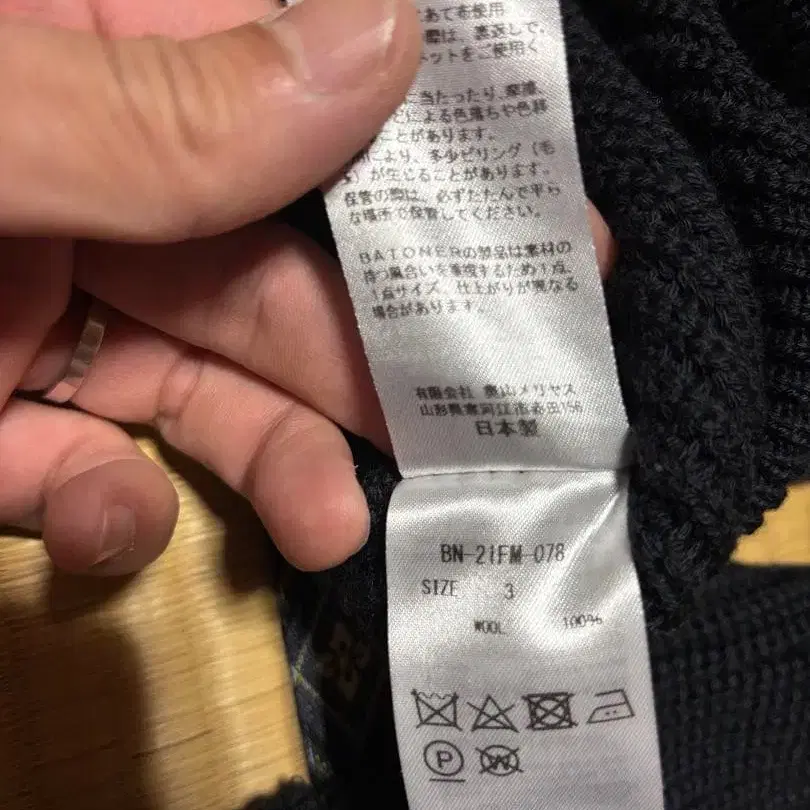 あて布使用
際は、裏返して、
ネットをご使用く
に当たったり、摩擦、
による色落ちや色移
ことがあります。
により、多少ピリング（毛
）が生じることがあります。
保管の際は、必ずたたんで平ら
な場所で保管してください。
BATONERの製品は素材の
持つ風合いを重視するため1点、
1点サイズ、仕上がりが異なる
場合があります。
有限会社 奥山メリヤス
山形県寒河江市赤田156
日本製
BN-21FM-078
SIZE 3
WOOL 100%
P
W